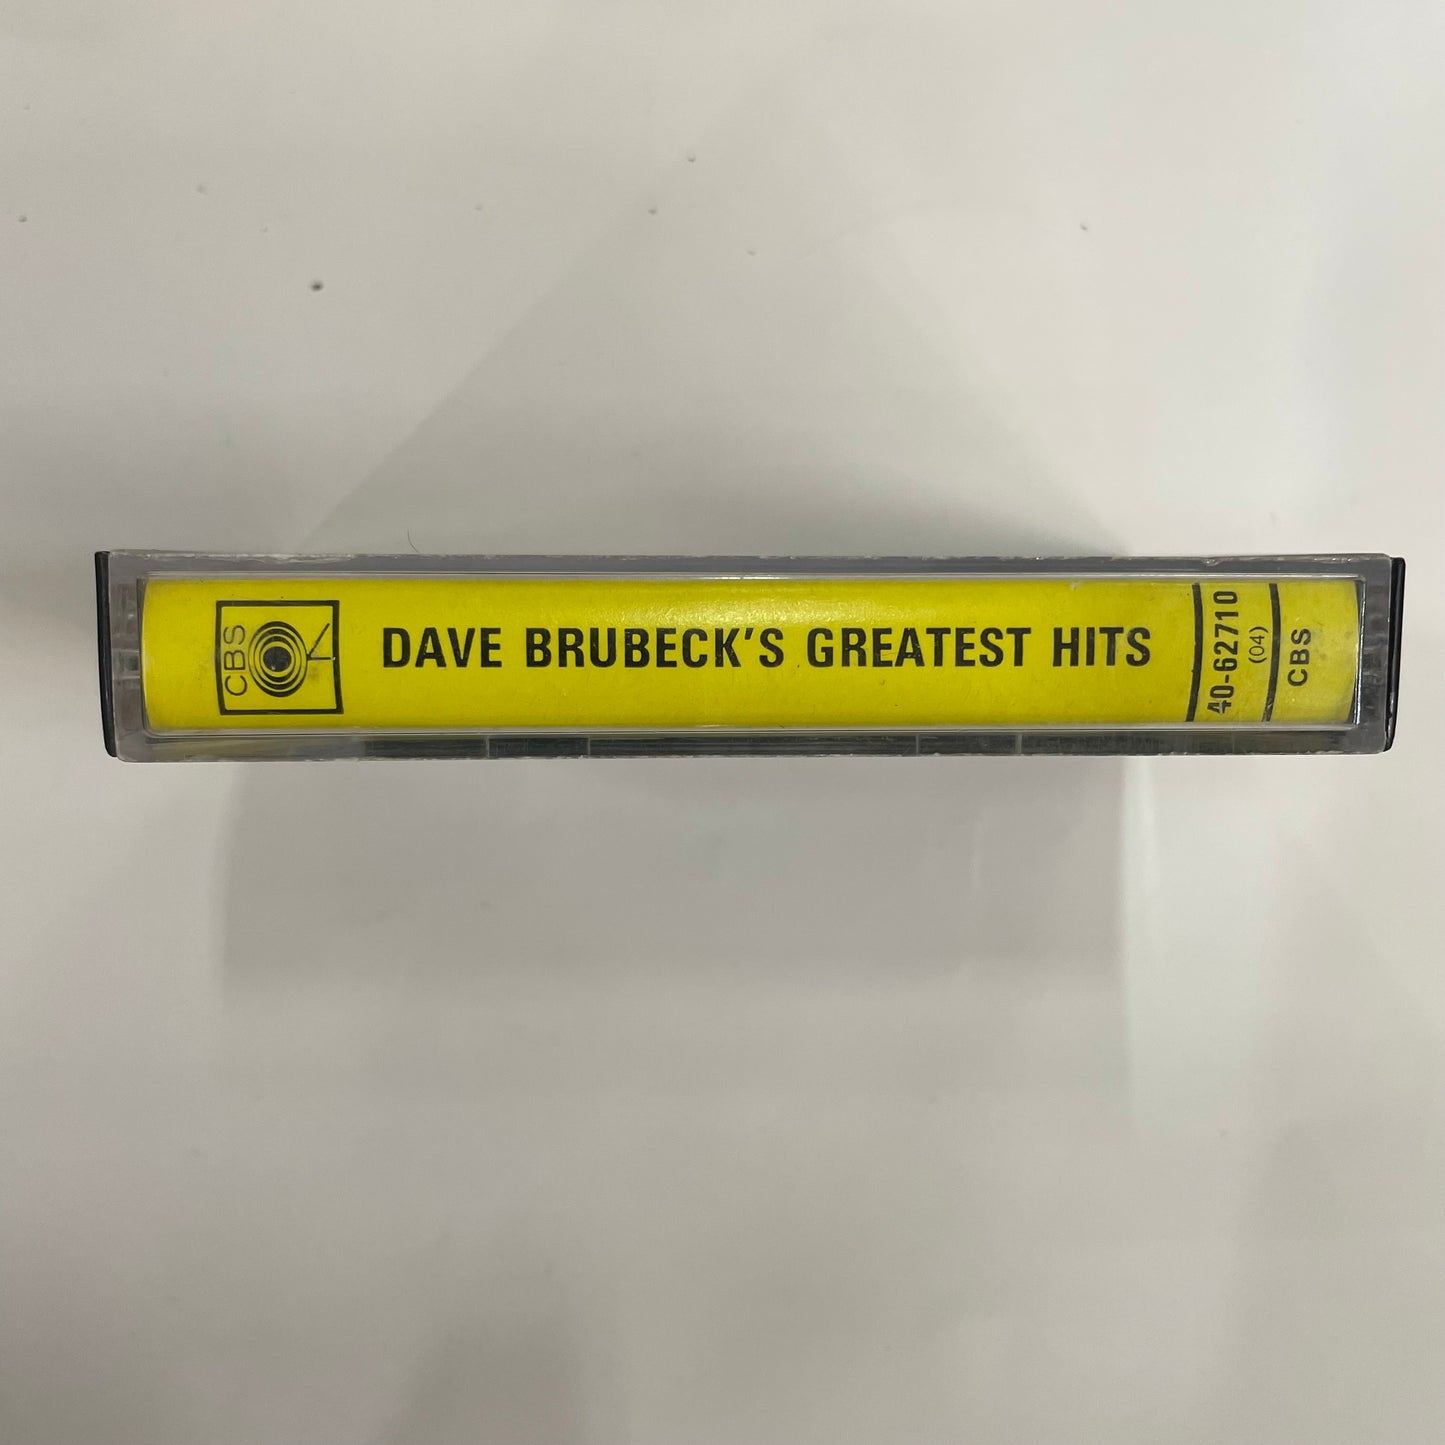 CBS
DAVE BRUBECK'S GREATEST HITS
40-62710
(04)
CBS